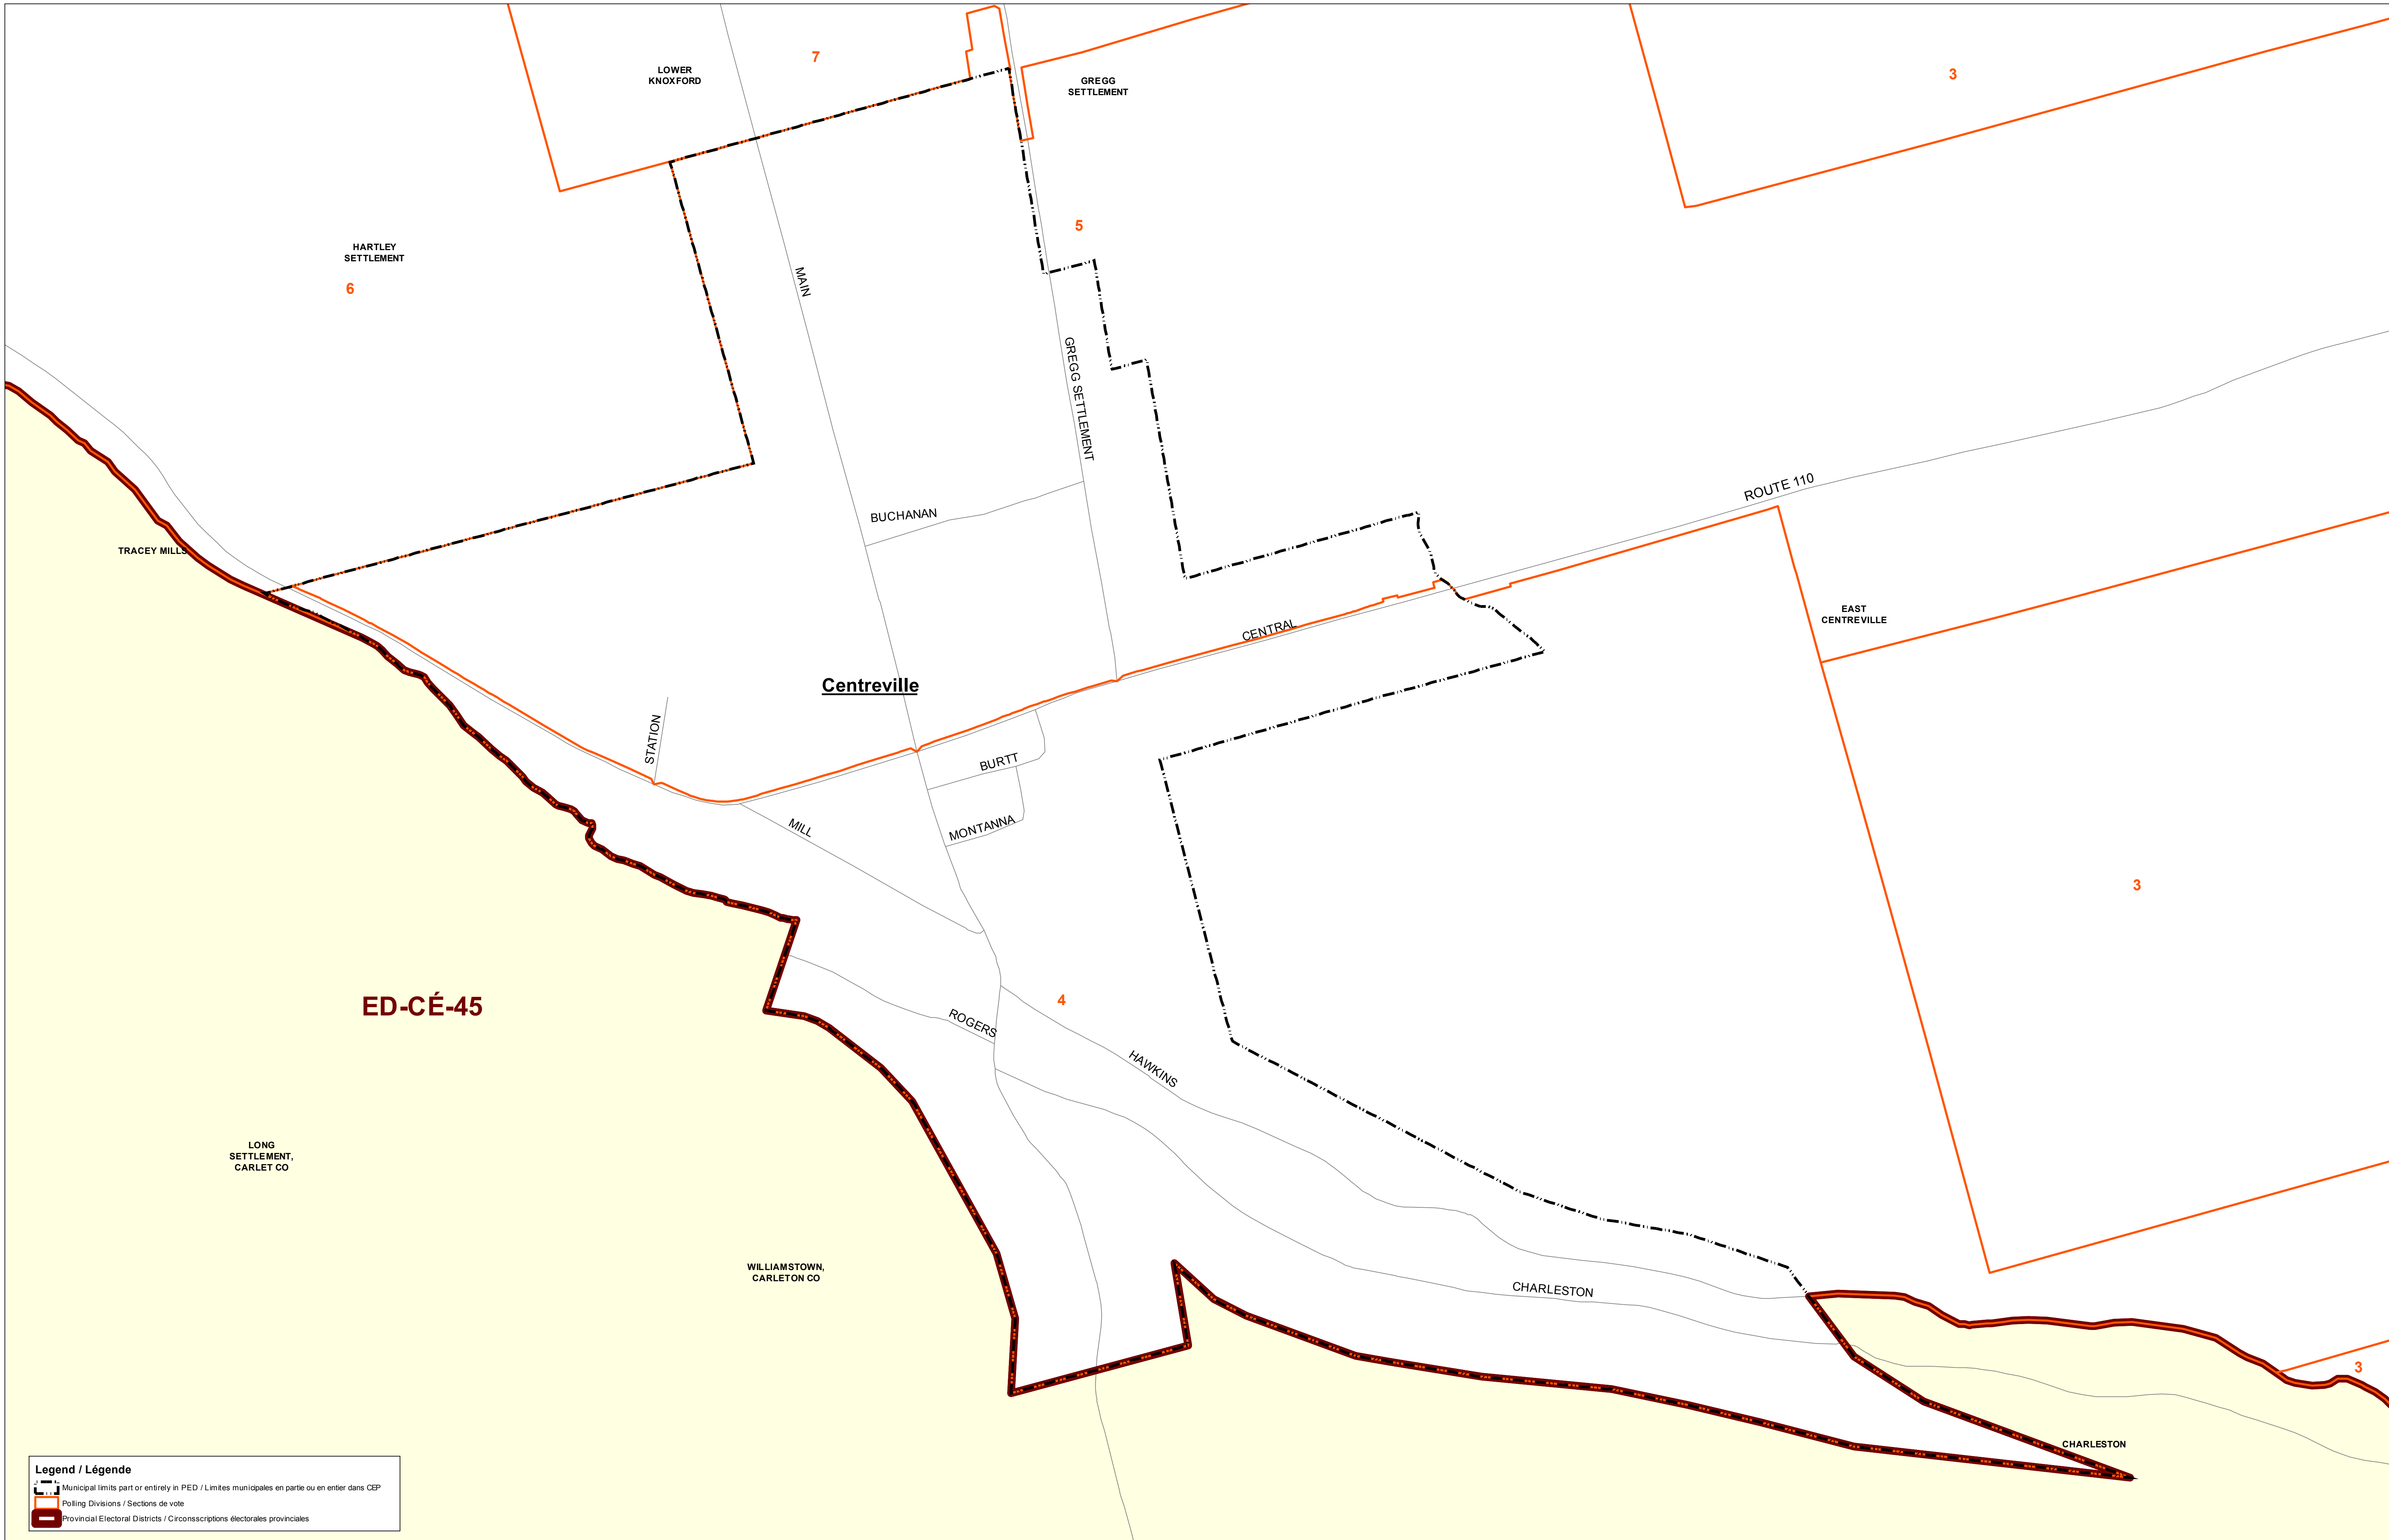 7
LOWER
KNOXFORD
3
GREGG
SETTLEMENT
5
HARTLEY
SETTLEMENT
6
MAIN
GREGG SETTLEMENT
ROUTE 110
BUCHANAN
TRACEY MILLS
EAST
CENTREVILLE
CENTRAL
Centreville
STATION
BURTT
MONTANNA
MILL
3
ED-CÉ-45
4
ROGERS
HAWKINS
LONG
SETTLEMENT,
CARLET CO
WILLIAMSTOWN,
CARLETON CO
CHARLESTON
3
CHARLESTON
Legend / Légende
Municipal limits part or entirely in PED / Limites municipales en partie ou en entier dans CEP
Polling Divisions / Sections de vote
Provincial Electoral Districts / Circonsscriptions électorales provinciales